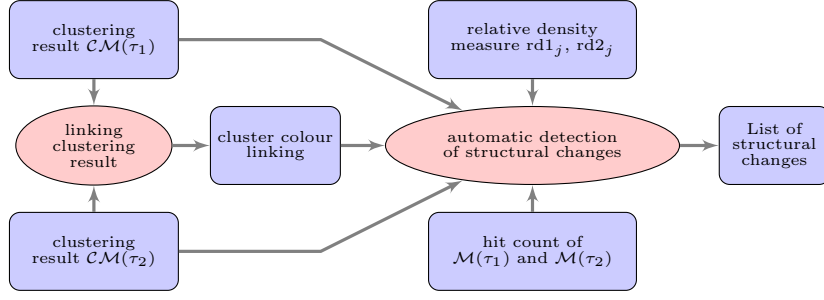 clustering
result 𝒞ℳ(τ₁)
relative density
measure rd1ⱼ, rd2ⱼ
linking
clustering
result
cluster colour
linking
automatic detection
of structural changes
List of
structural
changes
clustering
result 𝒞ℳ(τ₂)
hit count of
ℳ(τ₁) and ℳ(τ₂)